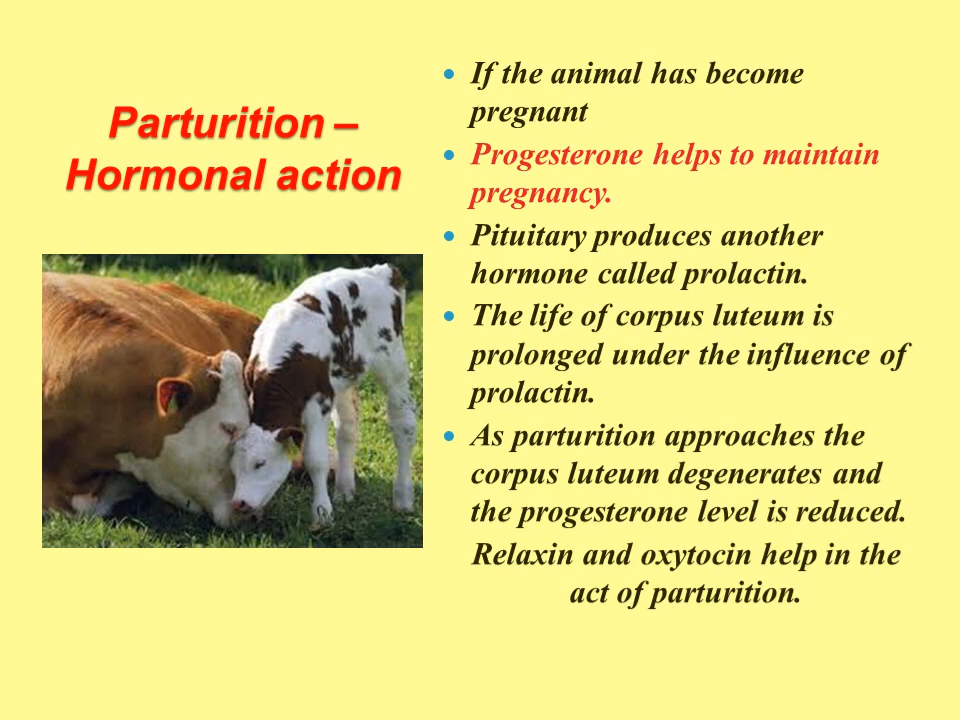 Parturition –
Hormonal action
• If the animal has become
pregnant
• Progesterone helps to maintain
pregnancy.
• Pituitary produces another
hormone called prolactin.
• The life of corpus luteum is
prolonged under the influence of
prolactin.
• As parturition approaches the
corpus luteum degenerates and
the progesterone level is reduced.
Relaxin and oxytocin help in the
act of parturition.